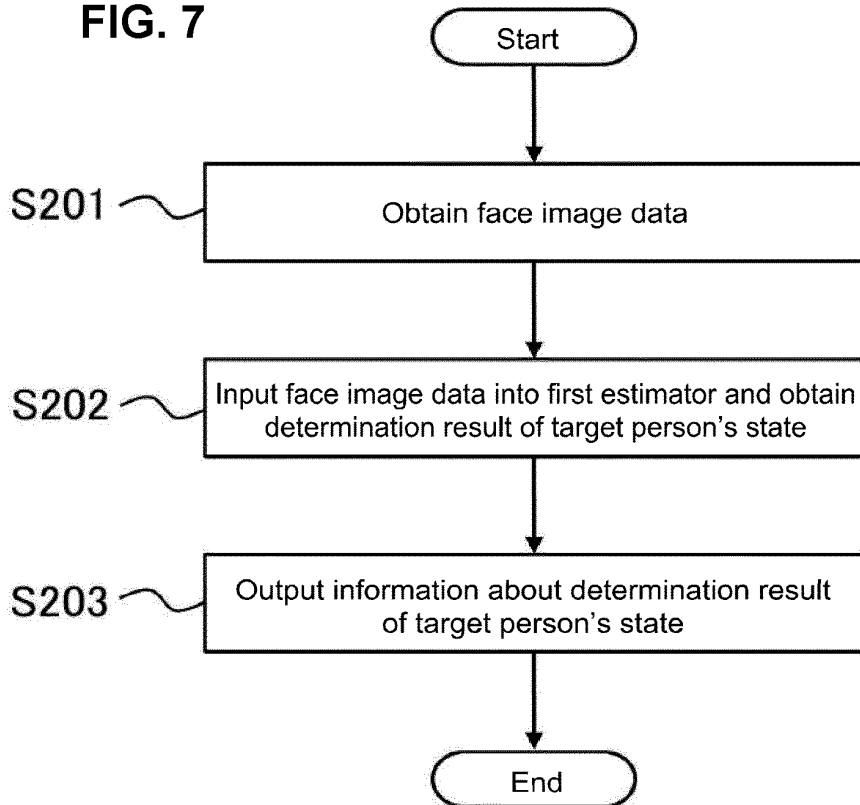 FIG. 7
Start
S201
Obtain face image data
S202
Input face image data into first estimator and obtain
determination result of target person's state
S203
Output information about determination result
of target person's state
End